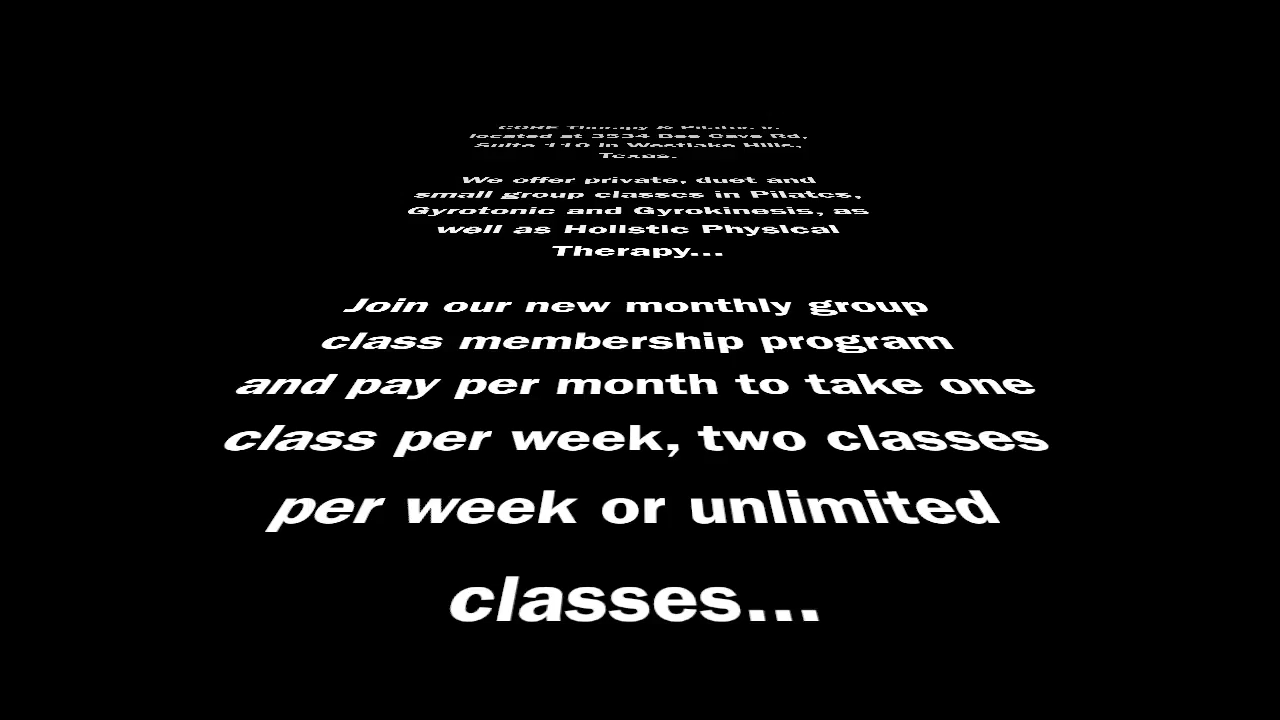 CORE Therapy & Pilates is
located at 3534 Bee Cave Rd,
Suite 110 in Westlake Hills,
Texas.
We offer private, duet and
small group classes in Pilates,
Gyrotonic and Gyrokinesis, as
well as Holistic Physical
Therapy...
Join our new monthly group
class membership program
and pay per month to take one
class per week, two classes
per week or unlimited
classes...